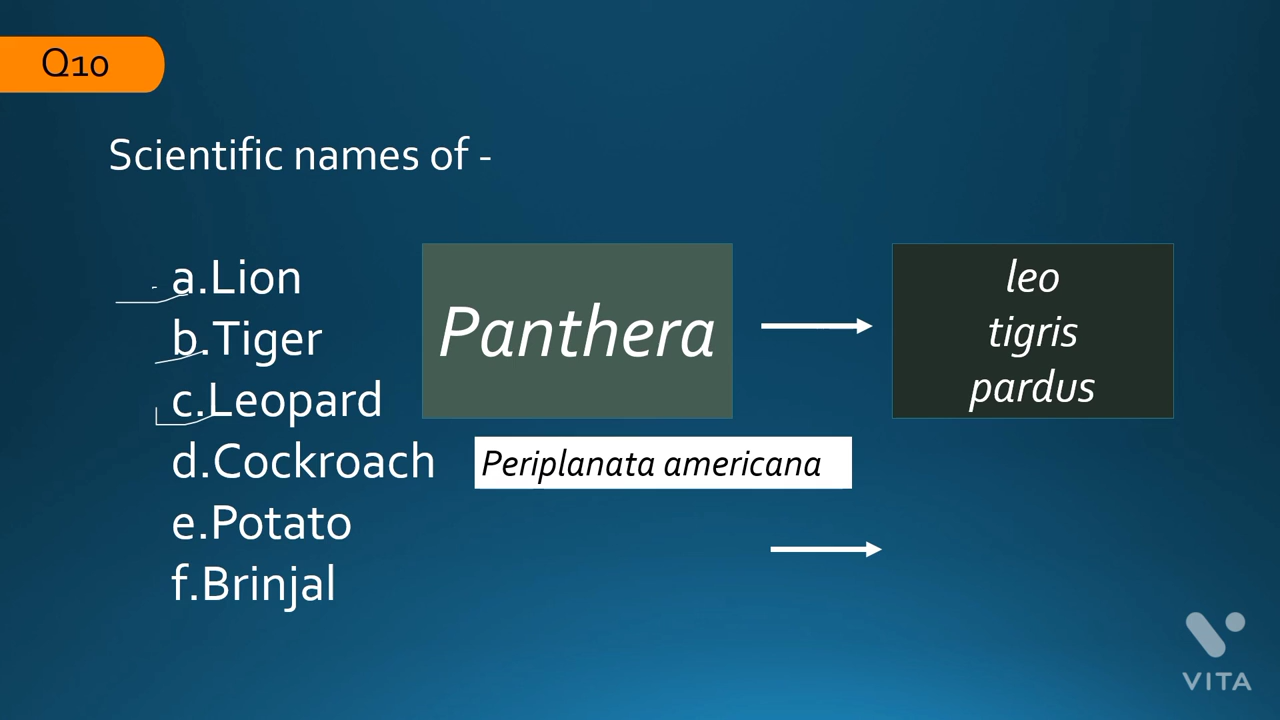 Q10
Scientific names of -
a.Lion
b.Tiger
c.Leopard
d.Cockroach
e.Potato
f.Brinjal
Panthera
leo
tigris
pardus
Periplanata americana
VITA